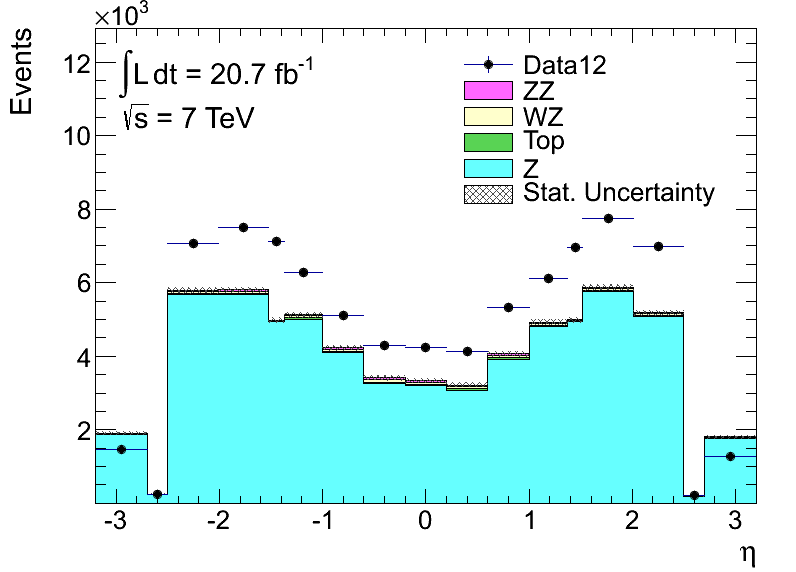 ×10³
Events
12
10
8
6
4
2
∫L dt = 20.7 fb⁻¹
√s = 7 TeV
Data12
ZZ
WZ
Top
Z
Stat. Uncertainty
-3 -2 -1 0 1 2 3
η